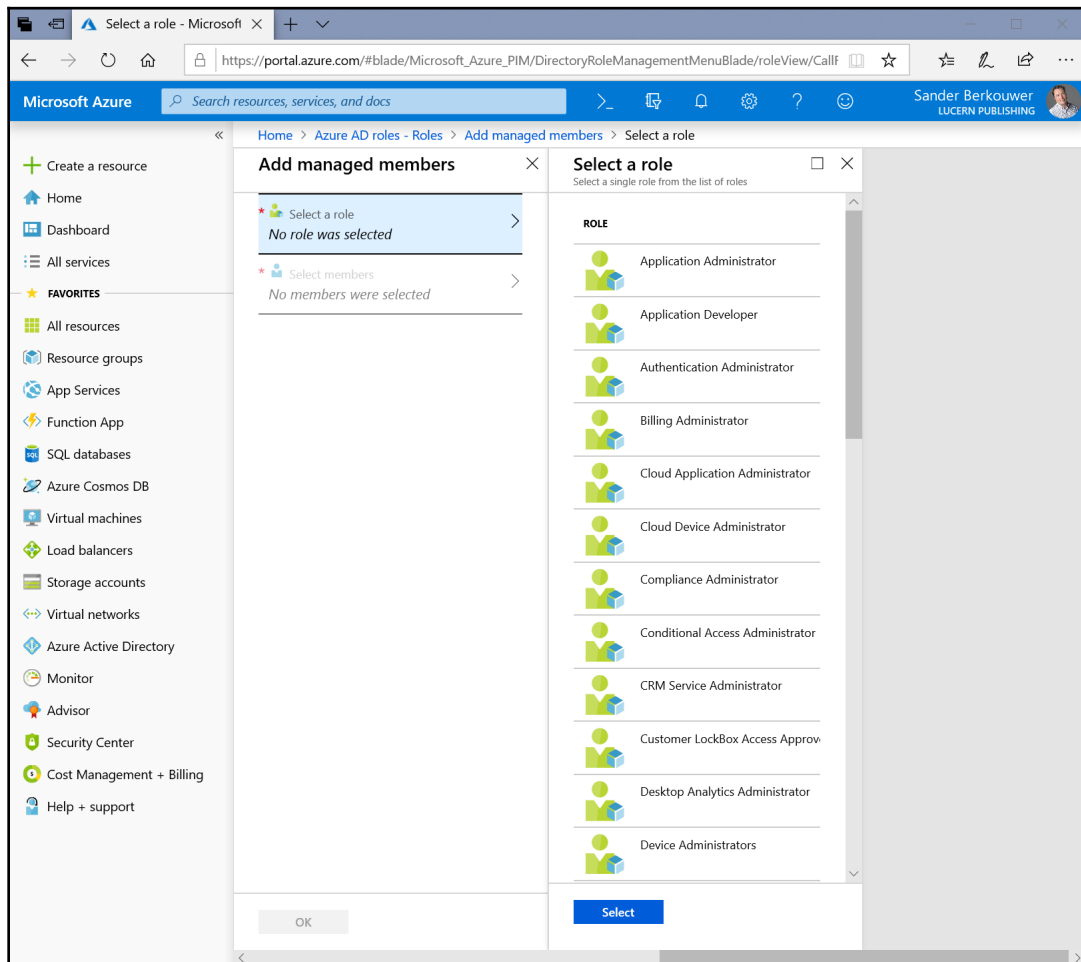 Select a role - Microsoft
https://portal.azure.com/#blade/Microsoft_Azure_PIM/DirectoryRoleManagementMenuBlade/roleView/CallF
Microsoft Azure
Search resources, services, and docs
Sander Berkouwer
LUCERN PUBLISHING
Home > Azure AD roles - Roles > Add managed members > Select a role
Create a resource
Home
Dashboard
All services
FAVORITES
All resources
Resource groups
App Services
Function App
SQL databases
Azure Cosmos DB
Virtual machines
Load balancers
Storage accounts
Virtual networks
Azure Active Directory
Monitor
Advisor
Security Center
Cost Management + Billing
Help + support
Add managed members
* Select a role
No role was selected
* Select members
No members were selected
OK
Select a role
Select a single role from the list of roles
ROLE
Application Administrator
Application Developer
Authentication Administrator
Billing Administrator
Cloud Application Administrator
Cloud Device Administrator
Compliance Administrator
Conditional Access Administrator
CRM Service Administrator
Customer LockBox Access Approv
Desktop Analytics Administrator
Device Administrators
Select